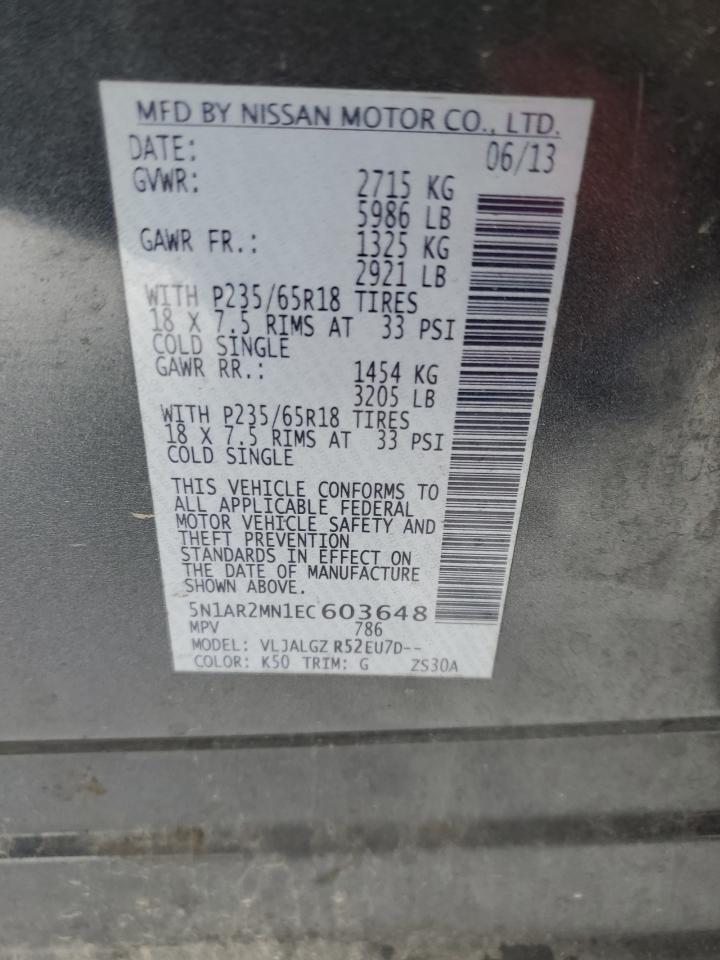 MFD BY NISSAN MOTOR CO., LTD.
DATE: 06/13
GVWR: 2715 KG
5986 LB
GAWR FR.: 1325 KG
2921 LB
WITH P235/65R18 TIRES
18 X 7.5 RIMS AT 33 PSI
COLD SINGLE
GAWR RR.: 1454 KG
3205 LB
WITH P235/65R18 TIRES
18 X 7.5 RIMS AT 33 PSI
COLD SINGLE
THIS VEHICLE CONFORMS TO
ALL APPLICABLE FEDERAL
MOTOR VEHICLE SAFETY AND
THEFT PREVENTION
STANDARDS IN EFFECT ON
THE DATE OF MANUFACTURE
SHOWN ABOVE.
5N1AR2MN1EC603648
MPV 786
MODEL: VLJALGZ R52EU7D--
COLOR: K50 TRIM: G ZS30A